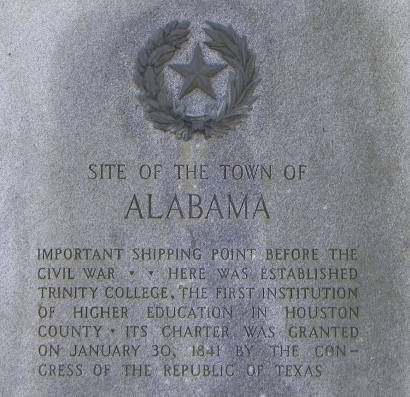 SITE OF THE TOWN OF
ALABAMA
IMPORTANT SHIPPING POINT BEFORE THE
CIVIL WAR ▾ ▾ HERE WAS ESTABLISHED
TRINITY COLLEGE, THE FIRST INSTITUTION
OF HIGHER EDUCATION IN HOUSTON
COUNTY ▾ ITS CHARTER WAS GRANTED
ON JANUARY 30, 1841 BY THE CON-
GRESS OF THE REPUBLIC OF TEXAS